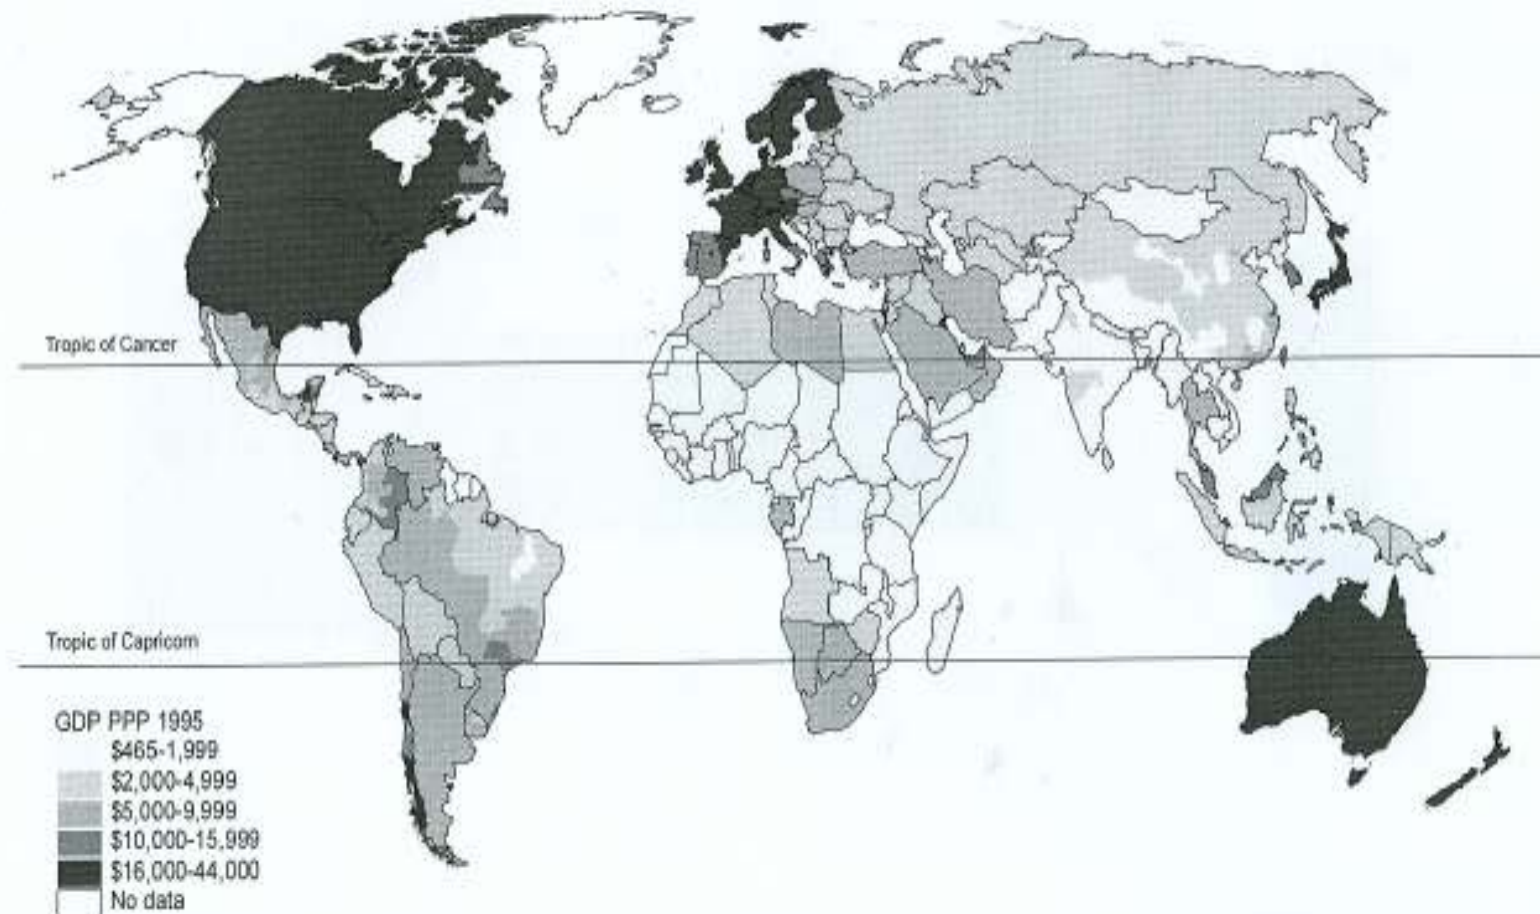 Tropic of Cancer
Tropic of Capricorn
GDP PPP 1995
$465-1,999
$2,000-4,999
$5,000-9,999
$10,000-15,999
$16,000-44,000
No data